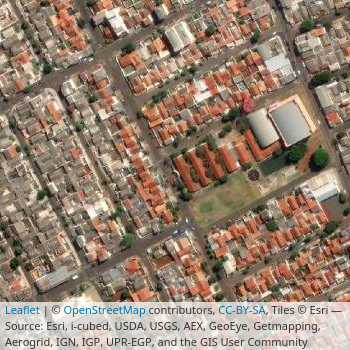 Leaflet | © OpenStreetMap contributors, CC-BY-SA, Tiles © Esri —
Source: Esri, i-cubed, USDA, USGS, AEX, GeoEye, Getmapping,
Aerogrid, IGN, IGP, UPR-EGP, and the GIS User Community